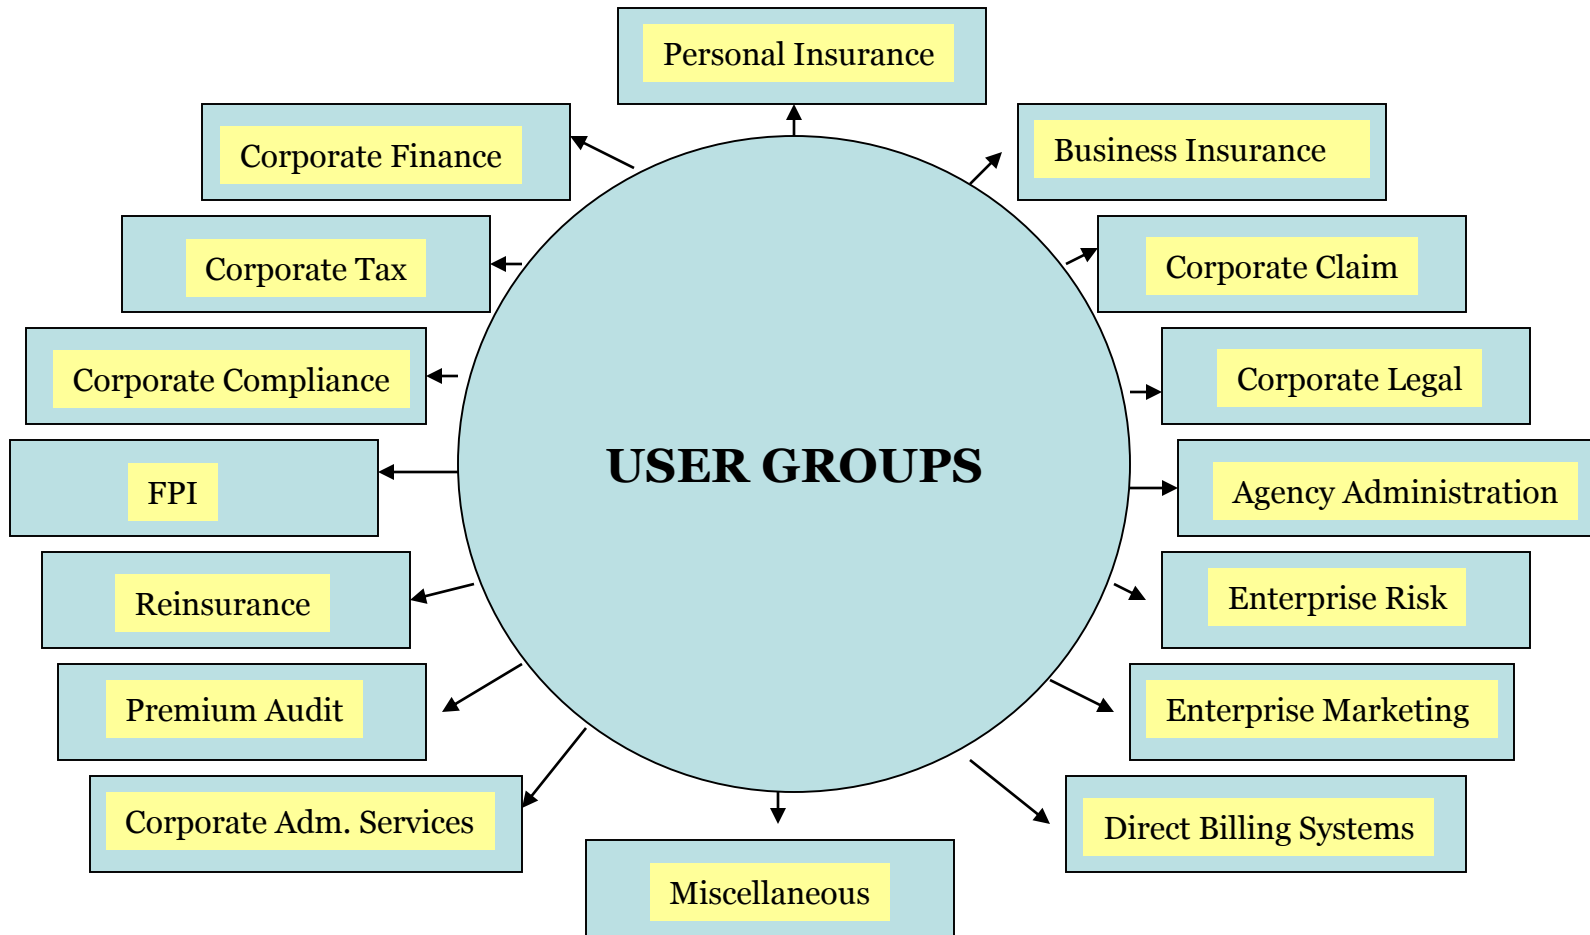 Personal Insurance
Corporate Finance
Business Insurance
Corporate Tax
Corporate Claim
Corporate Compliance
Corporate Legal
USER GROUPS
FPI
Agency Administration
Reinsurance
Enterprise Risk
Premium Audit
Enterprise Marketing
Corporate Adm. Services
Direct Billing Systems
Miscellaneous